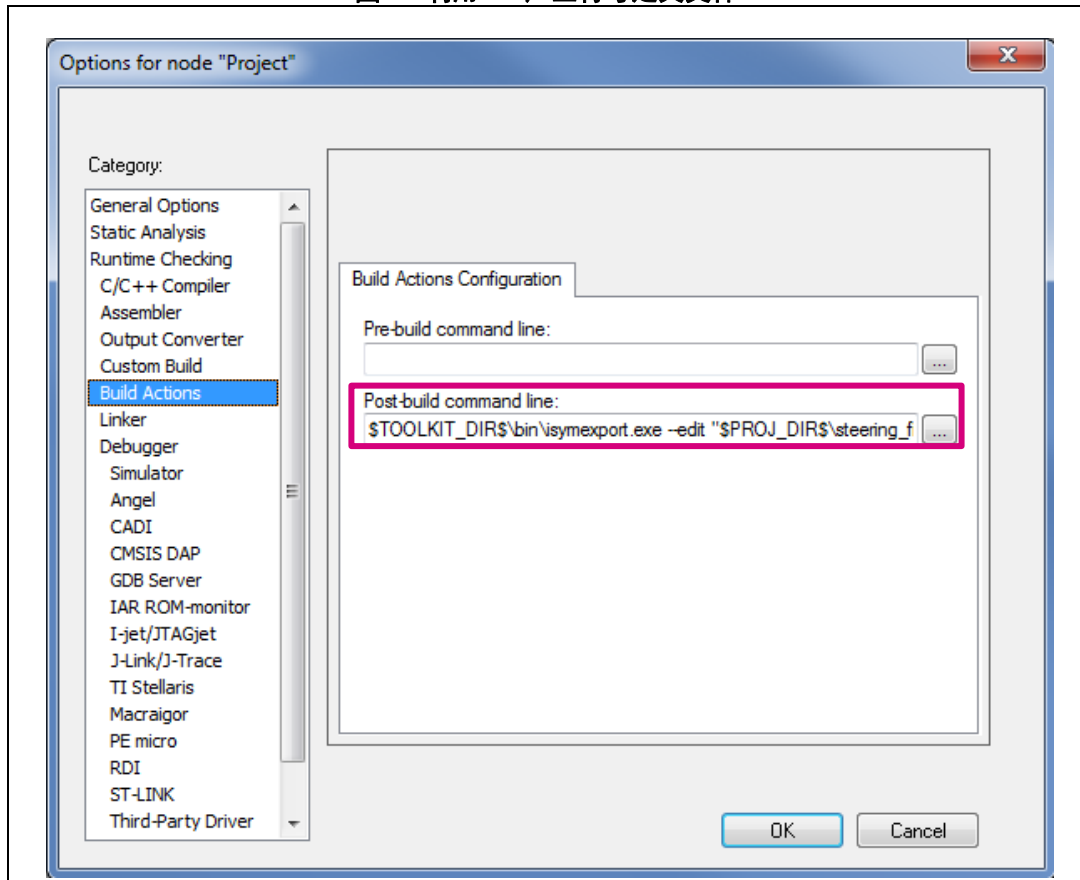 Options for node "Project"
x
Category:
General Options
Static Analysis
Runtime Checking
C/C++ Compiler
Assembler
Output Converter
Custom Build
Build Actions
Linker
Debugger
Simulator
Angel
CADI
CMSIS DAP
GDB Server
IAR ROM-monitor
I-jet/JTAGjet
J-Link/J-Trace
TI Stellaris
Macraigor
PE micro
RDI
ST-LINK
Third-Party Driver
Build Actions Configuration
Pre-build command line:
...
Post-build command line:
$TOOLKIT_DIR$\bin\isymexport.exe --edit "$PROJ_DIR$\steering_f ...
OK Cancel